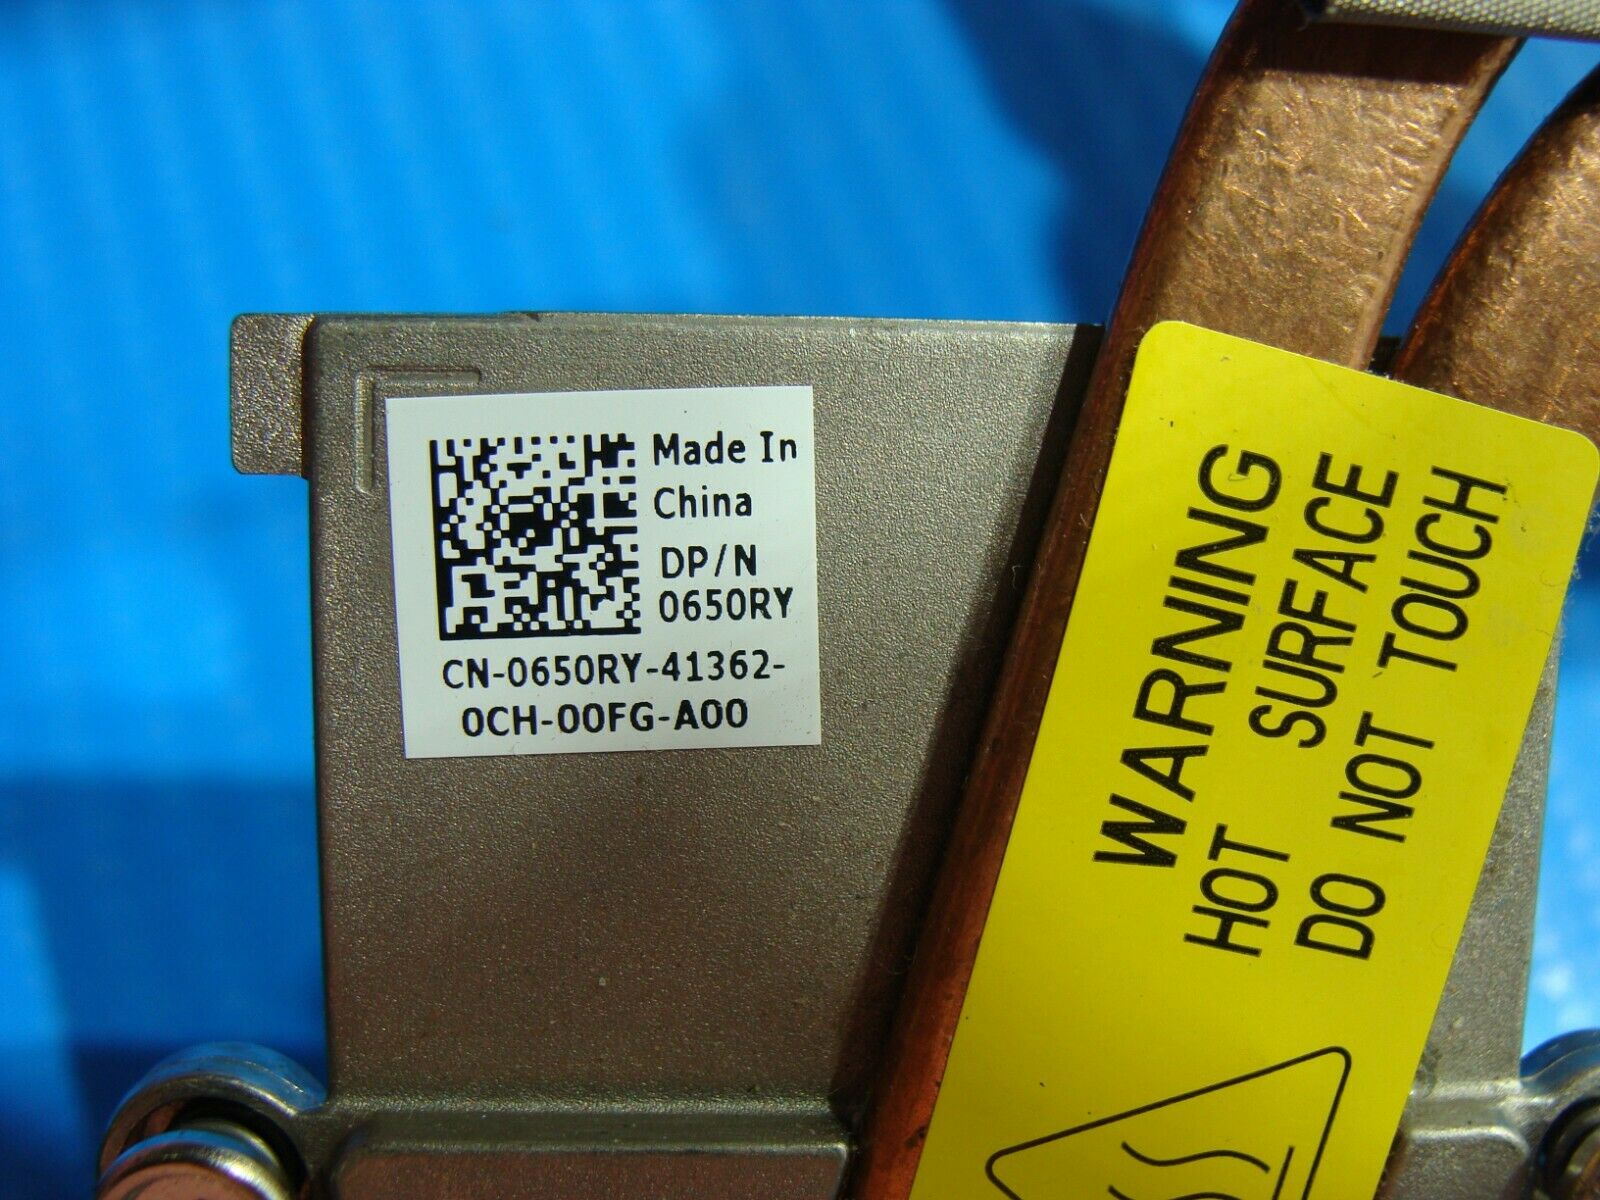 Made In
China
DP/N
0650RY
CN-0650RY-41362-
0CH-00FG-A00
WARNING
HOT SURFACE
DO NOT TOUCH